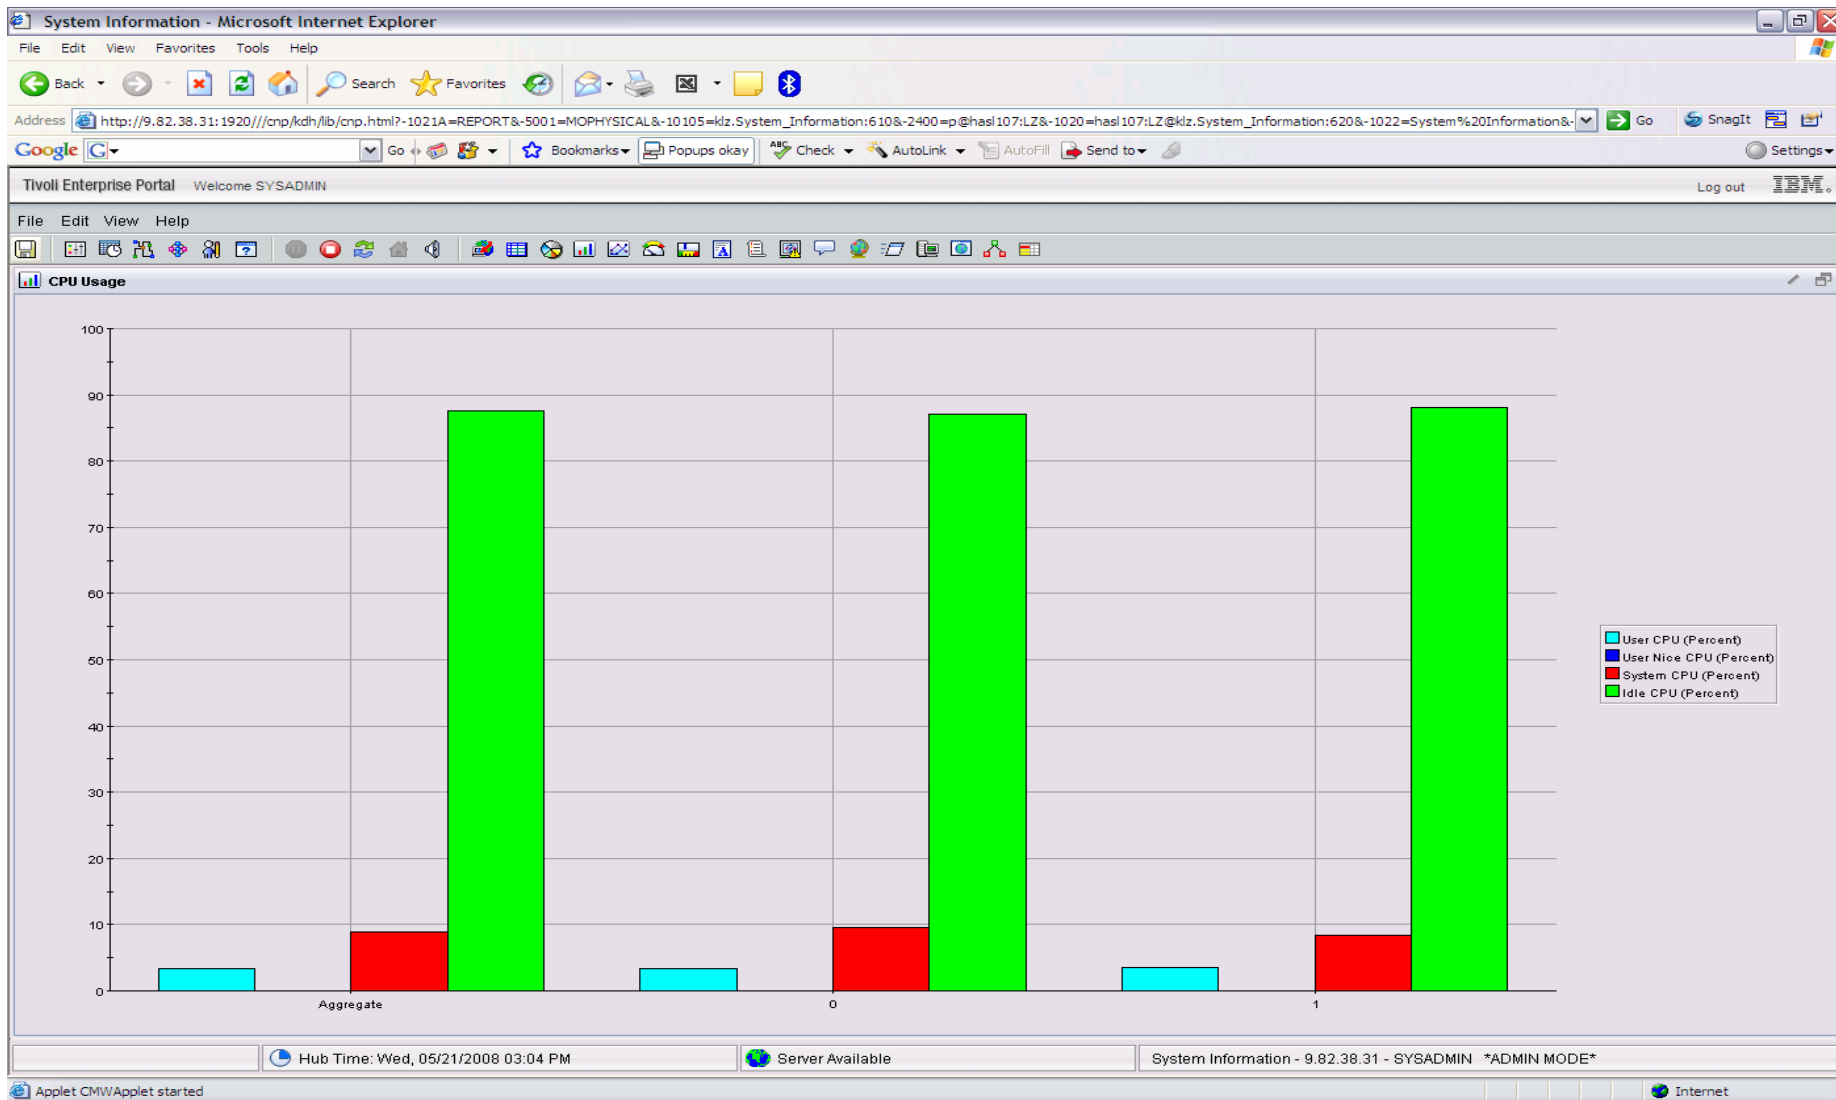 System Information - Microsoft Internet Explorer
File Edit View Favorites Tools Help
Back Search Favorites
Address http://9.82.38.31:1920///cnp/kdh/lib/cnp.html?-1021A=REPORT&-5001=MOPHYSICAL&-10105=klz.System_Information:610&-2400=p@hasl107:LZ&-1020=hasl107:LZ@klz.System_Information:620&-1022=System%20Information&- Go SnagIt
Google G Go Bookmarks Popups okay ABC Check AutoLink AutoFill Send to Settings
Tivoli Enterprise Portal Welcome SYSADMIN Log out IBM.
File Edit View Help
CPU Usage
100
90
80
70
60
50
40
30
20
10
0
User CPU (Percent)
User Nice CPU (Percent)
System CPU (Percent)
Idle CPU (Percent)
Aggregate 0 1
Hub Time: Wed, 05/21/2008 03:04 PM Server Available System Information - 9.82.38.31 - SYSADMIN *ADMIN MODE*
Applet CMWApplet started Internet